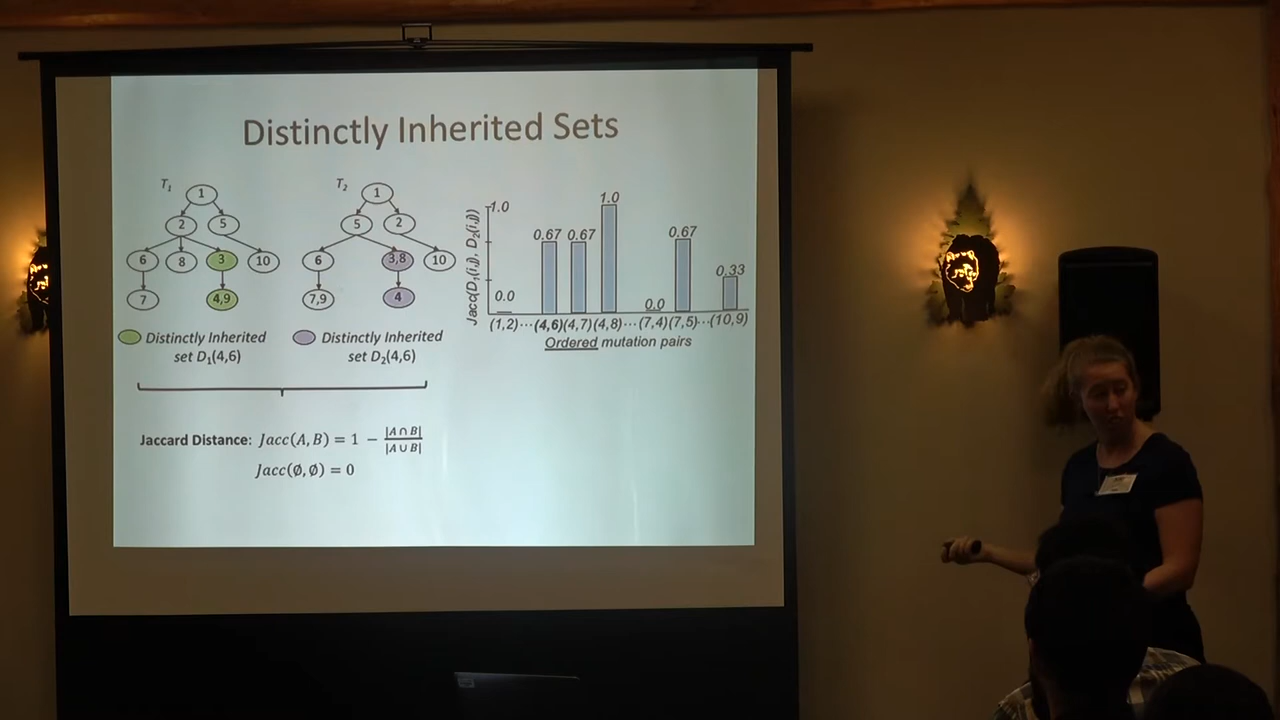 Distinctly Inherited Sets
T1
1
2
5
6
8
3
10
7
4,9
Distinctly Inherited
set D1(4,6)
T2
1
5
2
6
3,8
10
7,9
4
Distinctly Inherited
set D2(4,6)
Jacc(D1(i,j), D2(i,j))
1.0
0.0
0.67
0.67
1.0
0.0
0.67
0.33
(1,2)···(4,6)(4,7)(4,8)···(7,4)(7,5)···(10,9)
Ordered mutation pairs
Jaccard Distance: Jacc(A, B) = 1 − |A ∩ B| / |A ∪ B|
Jacc(∅, ∅) = 0